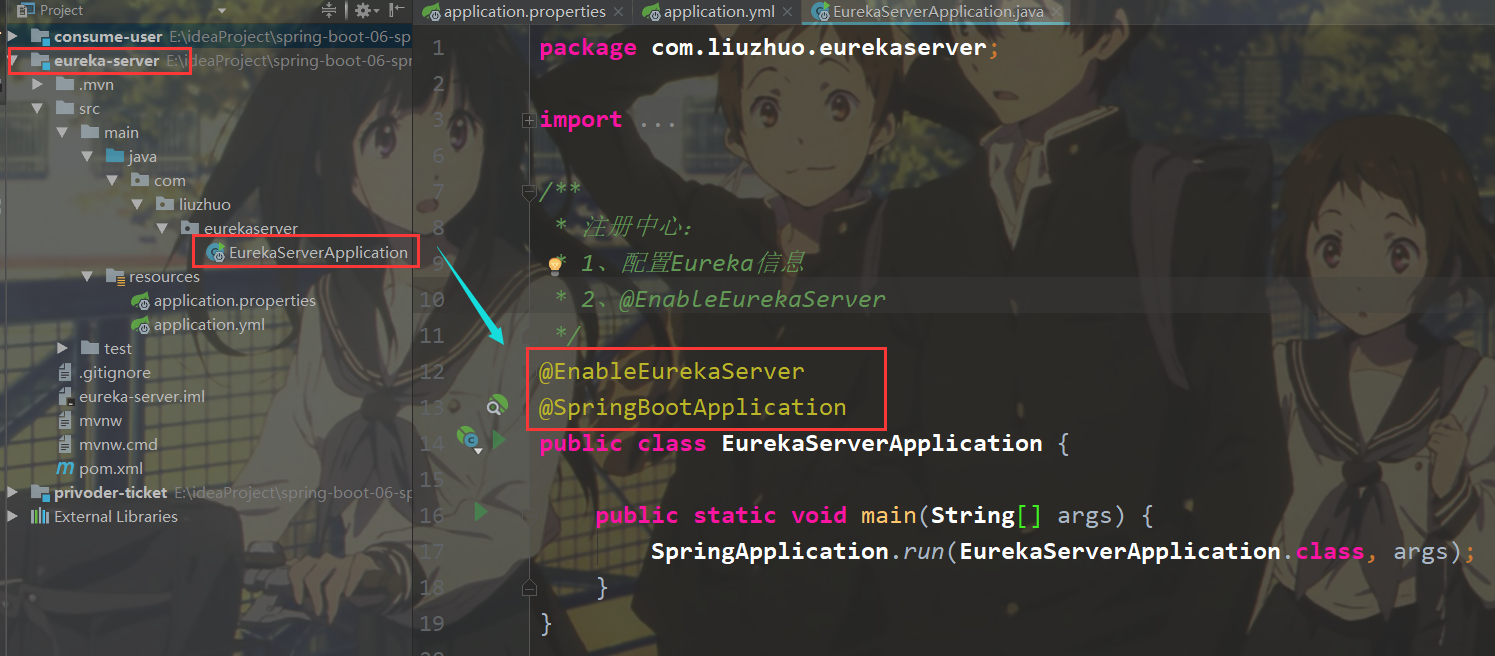 Project
consume-user E:\ideaProject\spring-boot-06-sp
eureka-server E:\ideaProject\spring-boot-06-spr
.mvn
src
main
java
com
liuzhuo
eurekaserver
EurekaServerApplication
resources
application.properties
application.yml
test
.gitignore
eureka-server.iml
mvnw
mvnw.cmd
pom.xml
privoder-ticket E:\ideaProject\spring-boot-06-sp
External Libraries
application.properties application.yml EurekaServerApplication.java
1 package com.liuzhuo.eurekaserver;
2
3 import ...
6
7 /**
8 * 注册中心:
9 * 1、配置Eureka信息
10 * 2、@EnableEurekaServer
11 */
12 @EnableEurekaServer
13 @SpringBootApplication
14 public class EurekaServerApplication {
15
16 public static void main(String[] args) {
17 SpringApplication.run(EurekaServerApplication.class, args);
18 }
19 }